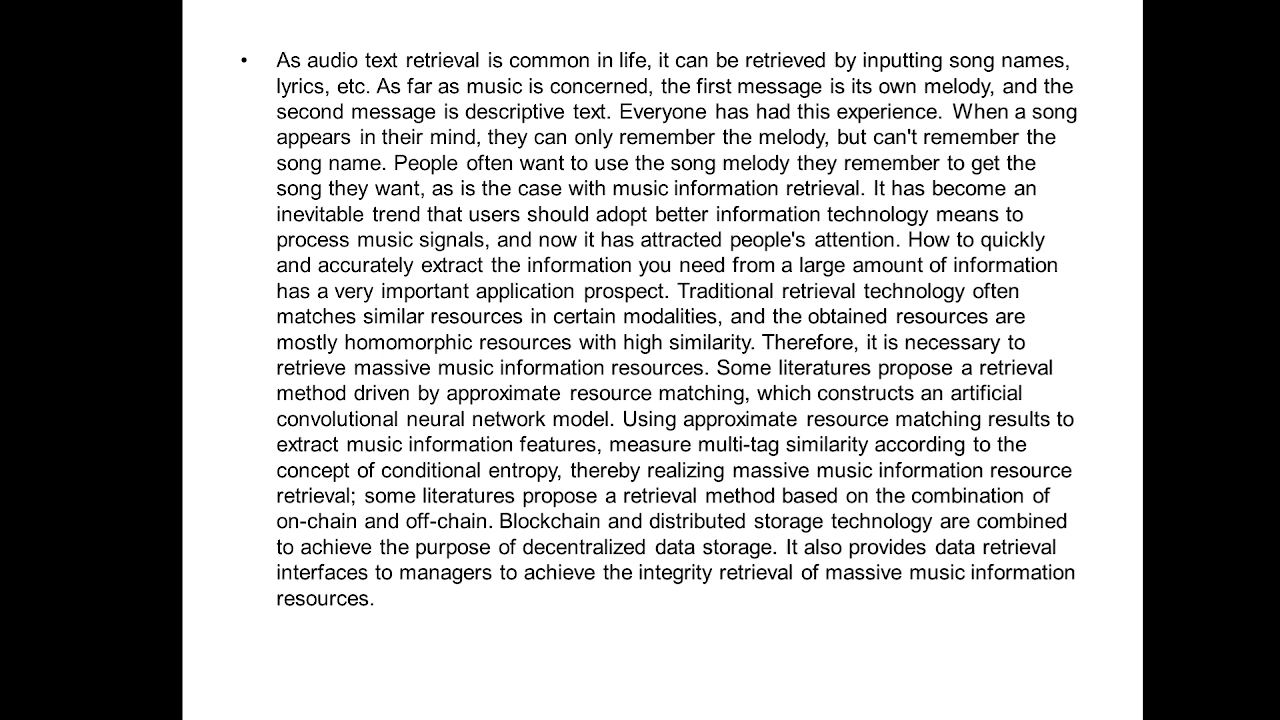 • As audio text retrieval is common in life, it can be retrieved by inputting song names,
lyrics, etc. As far as music is concerned, the first message is its own melody, and the
second message is descriptive text. Everyone has had this experience. When a song
appears in their mind, they can only remember the melody, but can't remember the
song name. People often want to use the song melody they remember to get the
song they want, as is the case with music information retrieval. It has become an
inevitable trend that users should adopt better information technology means to
process music signals, and now it has attracted people's attention. How to quickly
and accurately extract the information you need from a large amount of information
has a very important application prospect. Traditional retrieval technology often
matches similar resources in certain modalities, and the obtained resources are
mostly homomorphic resources with high similarity. Therefore, it is necessary to
retrieve massive music information resources. Some literatures propose a retrieval
method driven by approximate resource matching, which constructs an artificial
convolutional neural network model. Using approximate resource matching results to
extract music information features, measure multi-tag similarity according to the
concept of conditional entropy, thereby realizing massive music information resource
retrieval; some literatures propose a retrieval method based on the combination of
on-chain and off-chain. Blockchain and distributed storage technology are combined
to achieve the purpose of decentralized data storage. It also provides data retrieval
interfaces to managers to achieve the integrity retrieval of massive music information
resources.